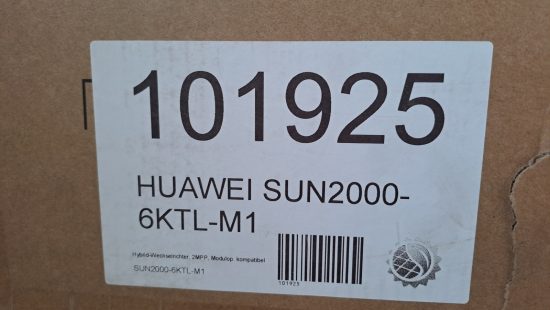 101925
HUAWEI SUN2000-
6KTL-M1
Hybrid-Wechselrichter, 2MPP, Modulop. kompatibel
SUN2000-6KTL-M1
101925